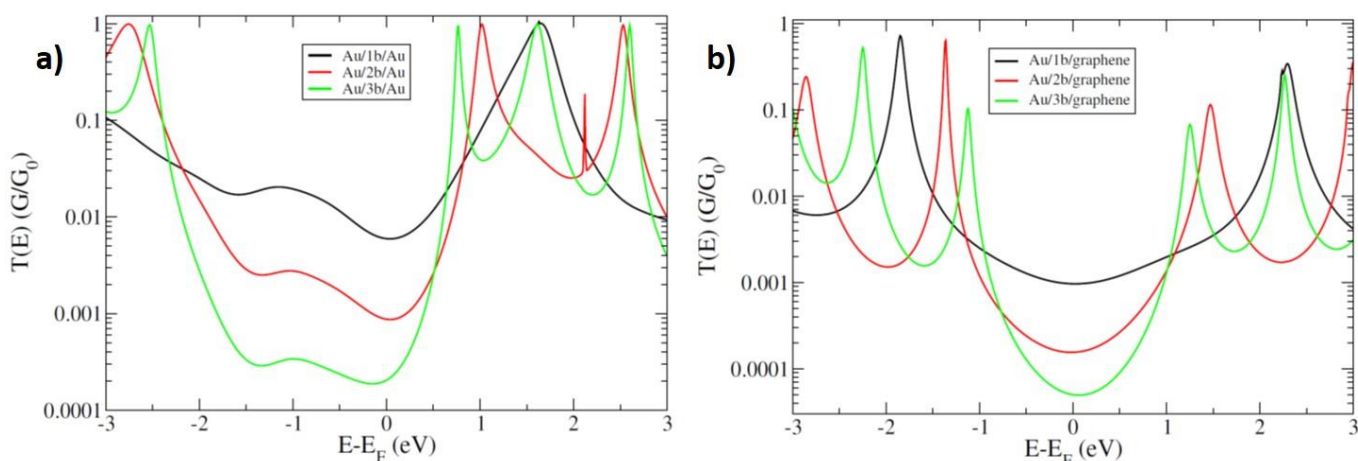 a)
T(E) (G/G0)
1
0.1
0.01
0.001
0.0001
Au/1b/Au
Au/2b/Au
Au/3b/Au
-3 -2 -1 0 1 2 3
E-EF (eV)
b)
T(E) (G/G0)
1
0.1
0.01
0.001
0.0001
Au/1b/graphene
Au/2b/graphene
Au/3b/graphene
-3 -2 -1 0 1 2 3
E-EF (eV)